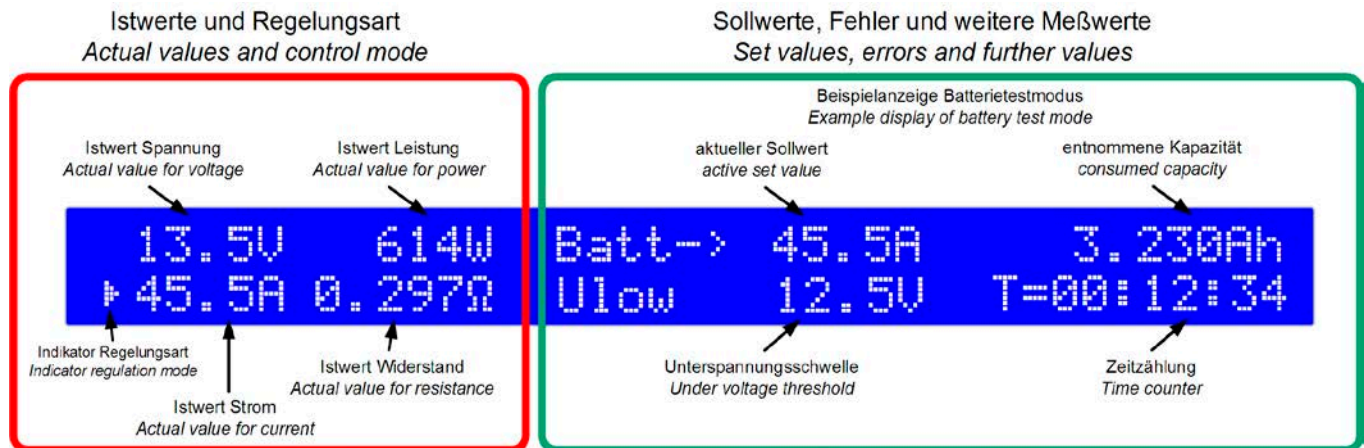 Istwerte und Regelungsart
Actual values and control mode
Sollwerte, Fehler und weitere Meßwerte
Set values, errors and further values
Beispielanzeige Batterietestmodus
Example display of battery test mode
Istwert Spannung
Actual value for voltage
Istwert Leistung
Actual value for power
aktueller Sollwert
active set value
entnommene Kapazität
consumed capacity
13.5V 614W Batt-> 45.5A 3.230Ah
45.5A 0.297Ω Ulow 12.5V T=00:12:34
Indikator Regelungsart
Indicator regulation mode
Istwert Strom
Actual value for current
Istwert Widerstand
Actual value for resistance
Unterspannungsschwelle
Under voltage threshold
Zeitzählung
Time counter